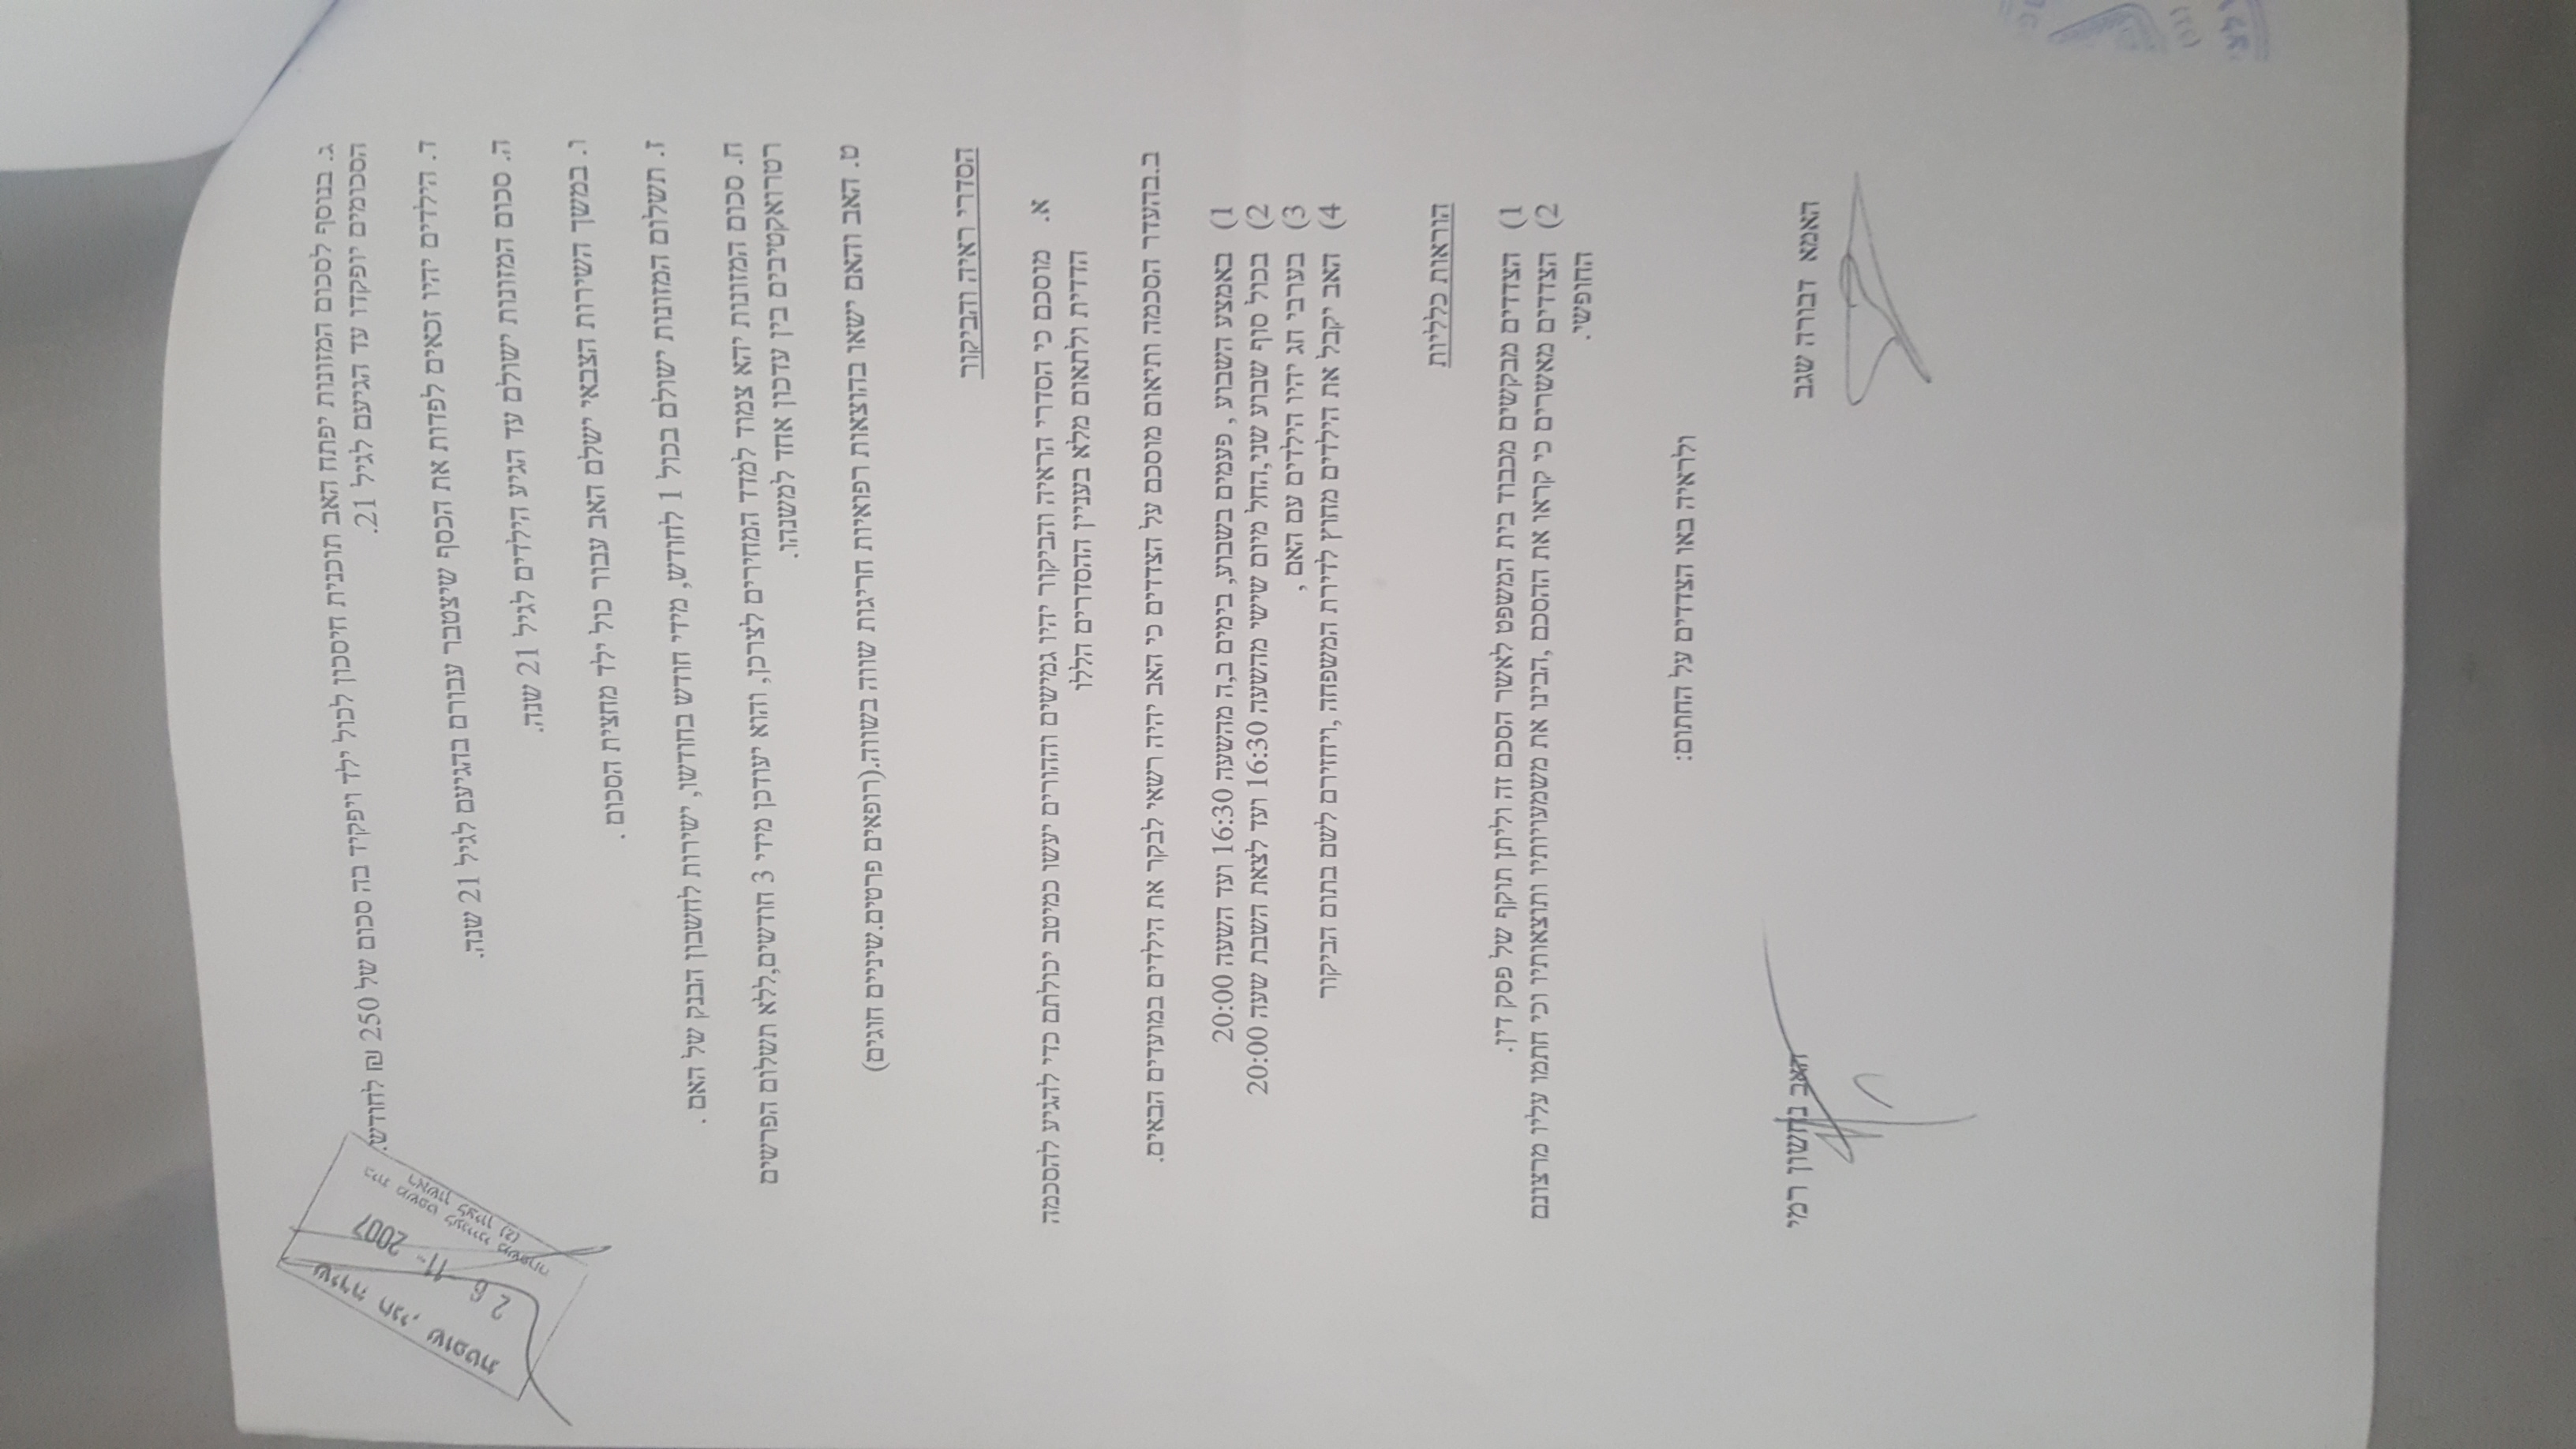 שירה חני, שופטת
26 -11- 2007
בית משפט לענייני משפחה
ראשון לציון (2)
ג. בנוסף לסכום המזונות יפתח האב תוכנית חיסכון לכול ילד ויפקיד בה סכום של 250 ₪ לחודש.
הסכומים יופקדו עד הגיעם לגיל 21.
ד. הילדים יהיו זכאים לפדות את הכסף שיצטבר עבורם בהגיעם לגיל 21 שנה.
ה. סכום המזונות ישולם עד הגיע הילדים לגיל 21 שנה.
ו. במשך השירות הצבאי ישלם האב עבור כול ילד מחצית הסכום .
ז. תשלום המזונות ישולם בכול 1 לחודש, מידי חודש בחודשו, ישירות לחשבון הבנק של האם .
ח. סכום המזונות יהא צמוד למדד המחירים לצרכן, והוא יעודכן מידי 3 חודשים,ללא תשלום הפרשים
רטרואקטיבים בין עדכון אחד למשנהו.
ט. האב והאם ישאו בהוצאות רפואיות חריגות שווה בשווה.(רופאים פרטים.שיניים חוגים)
הסדרי ראיה והביקור
א. מוסכם כי הסדרי הראיה והביקור יהיו גמישים וההורים יעשו כמיטב יכולתם כדי להגיע להסכמה
הדדית ולתאום מלא בעניין ההסדרים הללו
ב.בהעדר הסכמה ותיאום מוסכם על הצדדים כי האב יהיה רשאי לבקר את הילדים במועדים הבאים.
1) באמצע השבוע , פעמים בשבוע, בימים ב,ה מהשעה 16:30 ועד השעה 20:00
2) בכול סוף שבוע שני,החל מיום שישי מהשעה 16:30 ועד לצאת השבת שעה 20:00
3) בערבי חג יהיו הילדים עם האם ,
4) האב יקבל את הילדים מחוץ לדירת המשפחה ,ויחזירם לשם בתום הביקור
הוראות כלליות
1) הצדדים מבקשים מכבוד בית המשפט לאשר הסכם זה וליתן תוקף של פסק דין.
2) הצדדים מאשרים כי קראו את ההסכם ,הבינו את משמעויותיו ותוצאותיו וכי חתמו עליו מרצונם
החופשי.
ולראיה באו הצדדים על החתום:
האמא דבורה שגב
האב נחשון רמי